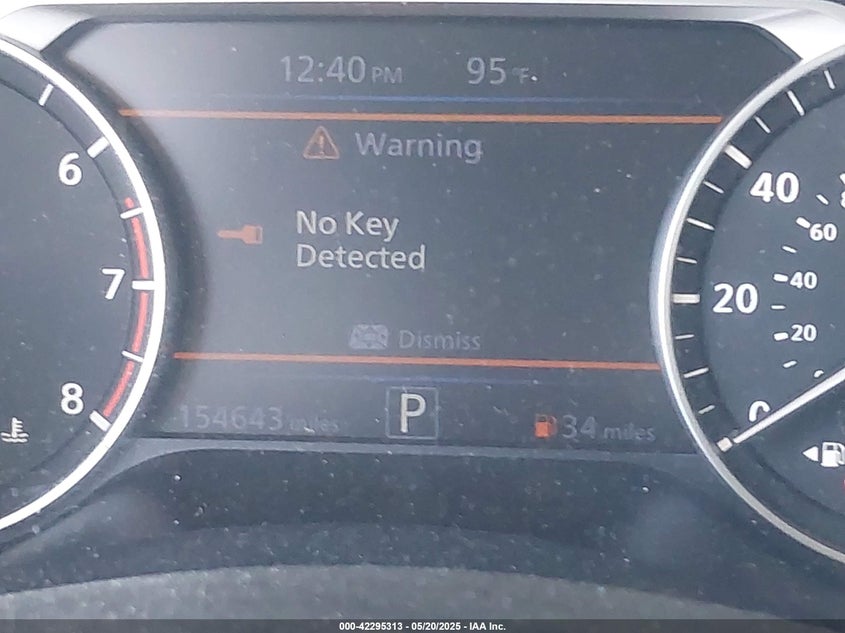 12:40 PM 95 °F
Warning
No Key
Detected
Dismiss
154643 miles P 34 miles
6
7
8
40
20
0
60
40
20
000-42295313 - 05/20/2025 - IAA Inc.